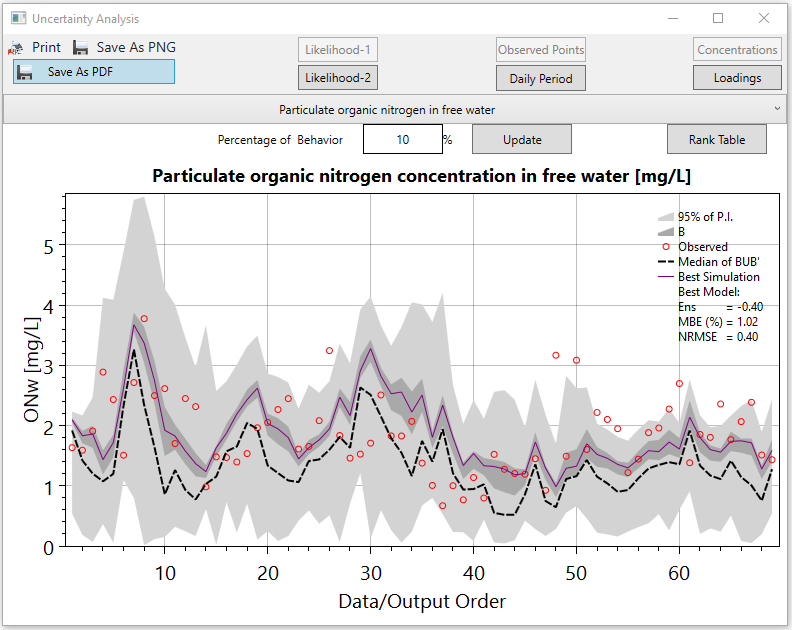 Uncertainty Analysis
Print Save As PNG
Save As PDF
Likelihood-1
Likelihood-2
Observed Points
Daily Period
Concentrations
Loadings
Particulate organic nitrogen in free water
Percentage of Behavior 10 % Update Rank Table
Particulate organic nitrogen concentration in free water [mg/L]
95% of P.I.
B
Observed
Median of BUB'
Best Simulation
Best Model:
Ens = -0.40
MBE (%) = 1.02
NRMSE = 0.40
ONw [mg/L]
5
4
3
2
1
0
10 20 30 40 50 60
Data/Output Order